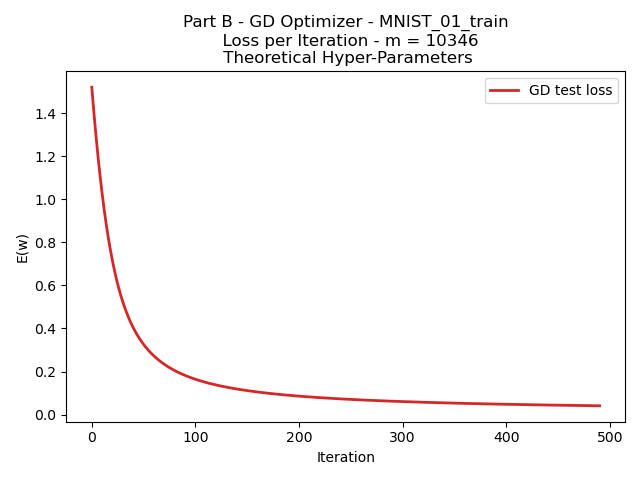 Part B - GD Optimizer - MNIST_01_train
Loss per Iteration - m = 10346
Theoretical Hyper-Parameters
GD test loss
E(w)
1.4
1.2
1.0
0.8
0.6
0.4
0.2
0.0
0 100 200 300 400 500
Iteration